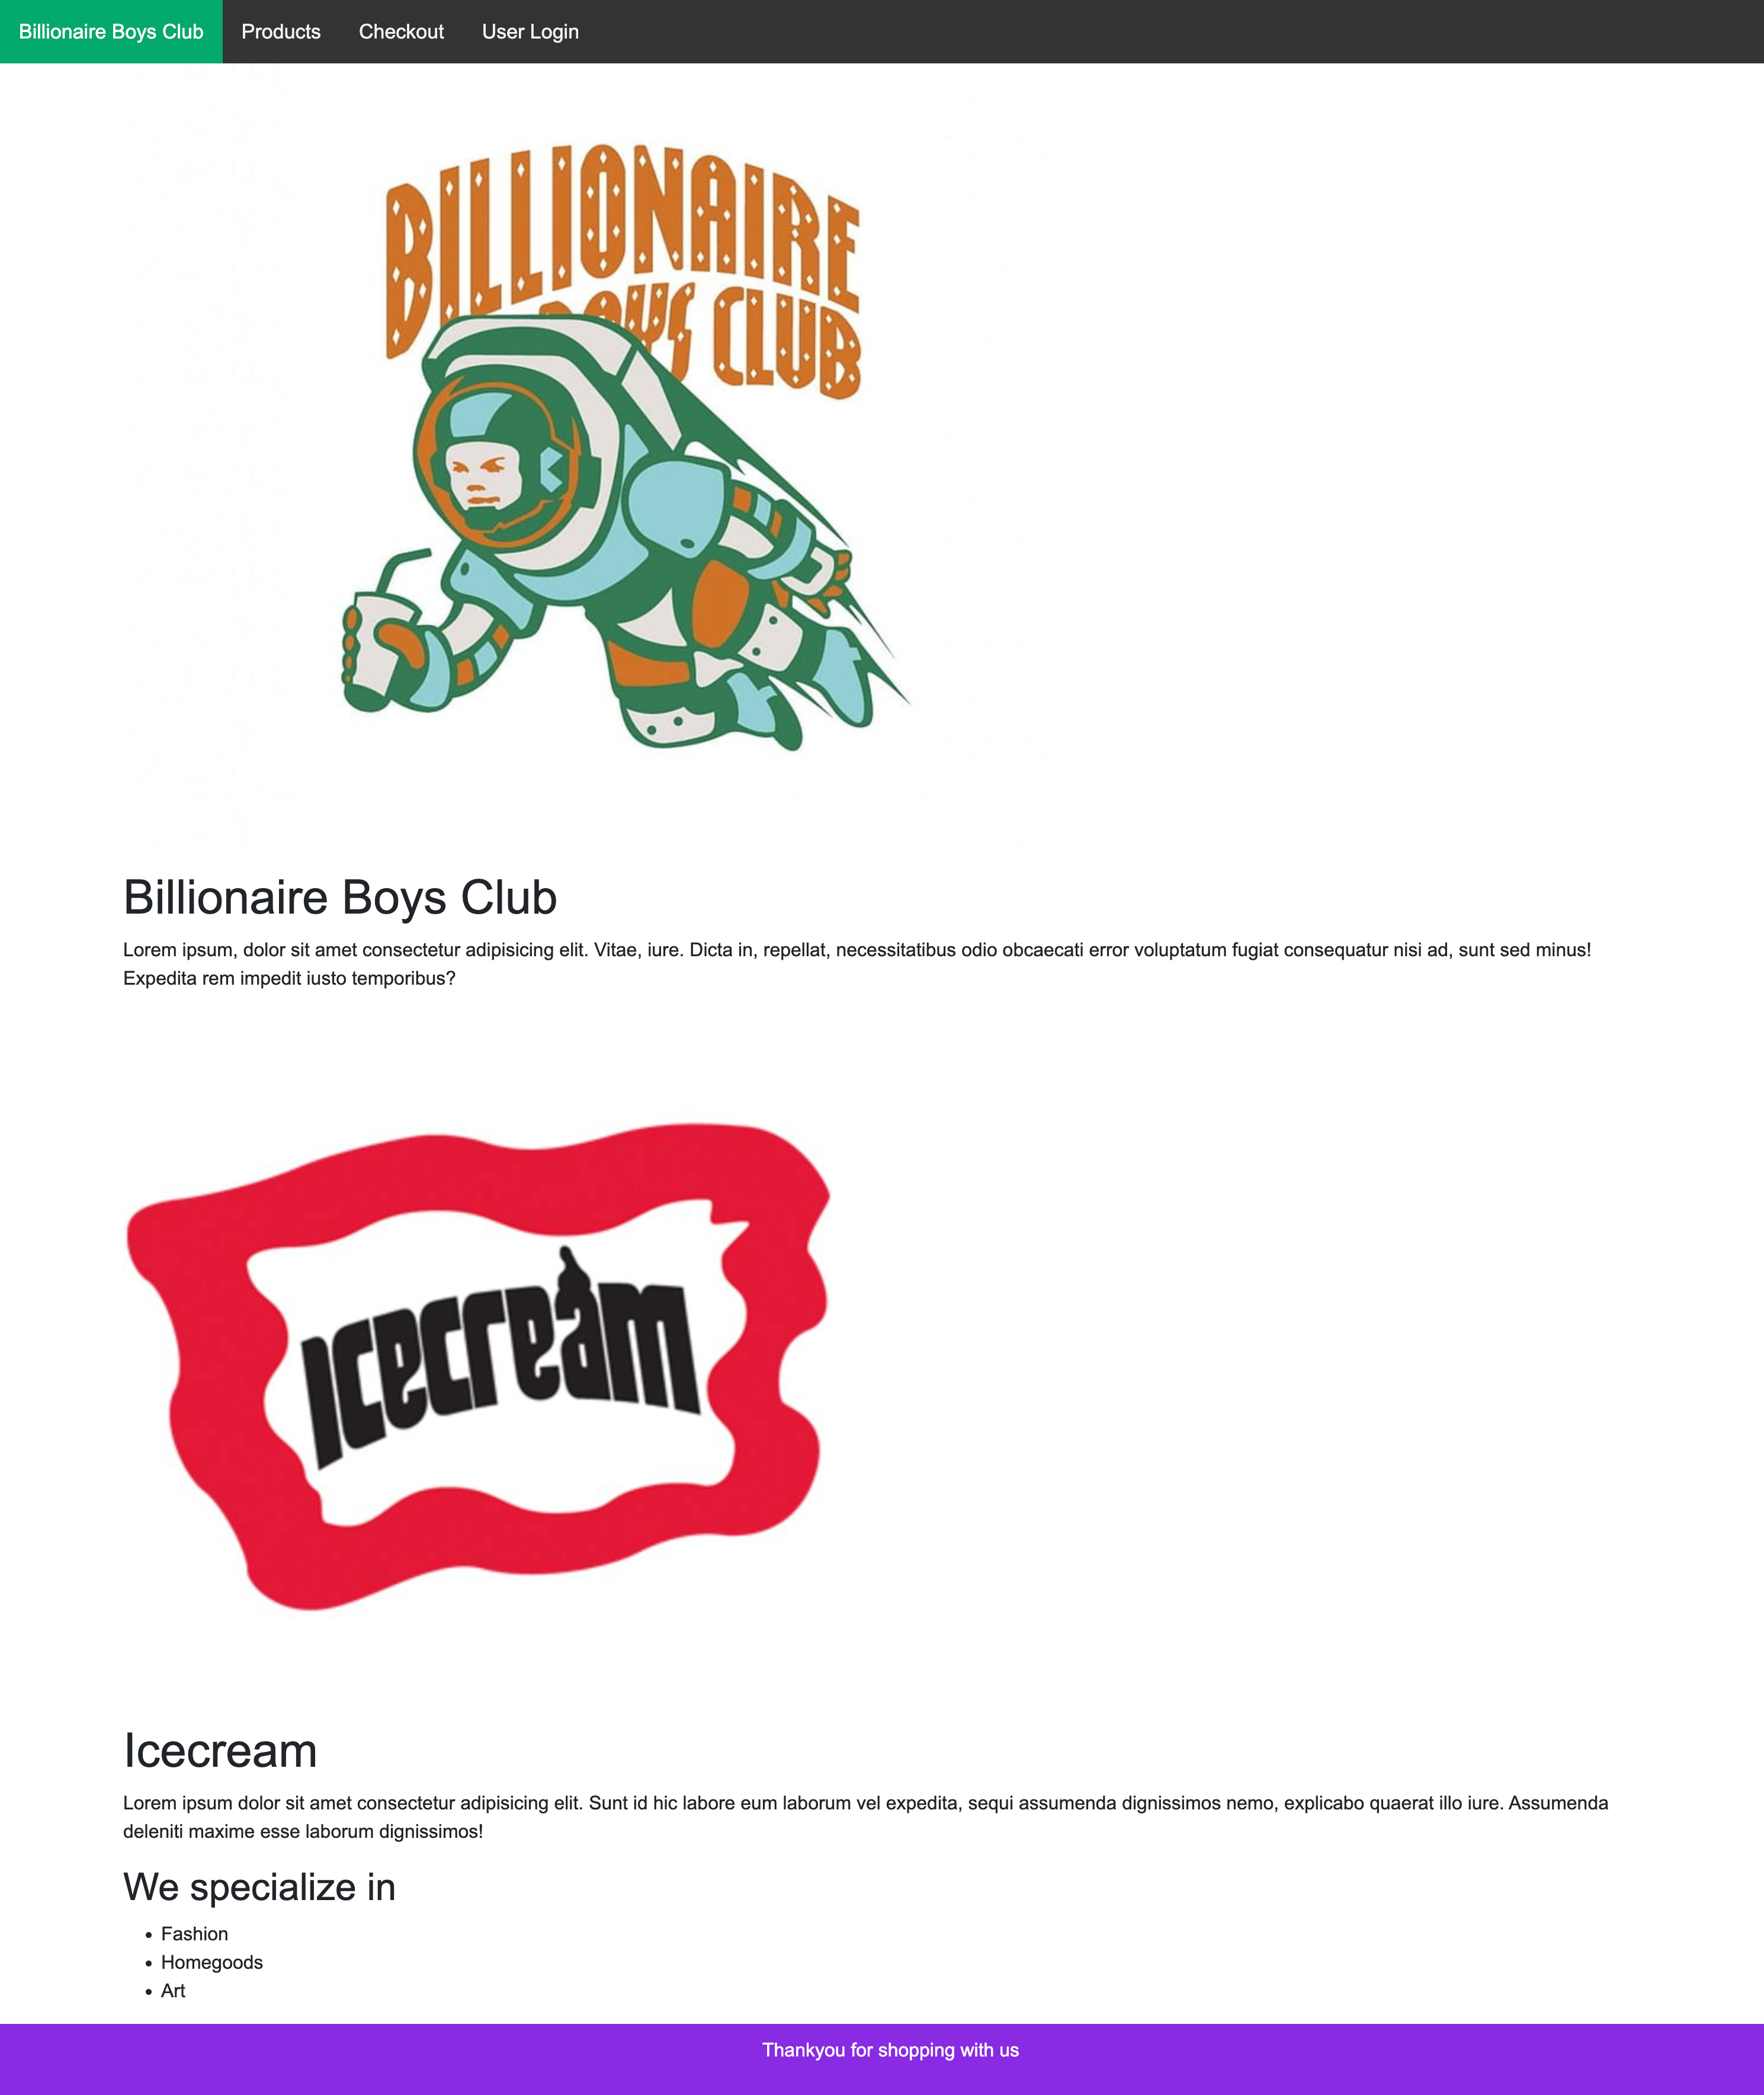 Billionaire Boys Club Products Checkout User Login
BILLIONAIRE
BOYS CLUB
Billionaire Boys Club
Lorem ipsum, dolor sit amet consectetur adipisicing elit. Vitae, iure. Dicta in, repellat, necessitatibus odio obcaecati error voluptatum fugiat consequatur nisi ad, sunt sed minus!
Expedita rem impedit iusto temporibus?
Icecream
Icecream
Lorem ipsum dolor sit amet consectetur adipisicing elit. Sunt id hic labore eum laborum vel expedita, sequi assumenda dignissimos nemo, explicabo quaerat illo iure. Assumenda
deleniti maxime esse laborum dignissimos!
We specialize in
• Fashion
• Homegoods
• Art
Thankyou for shopping with us